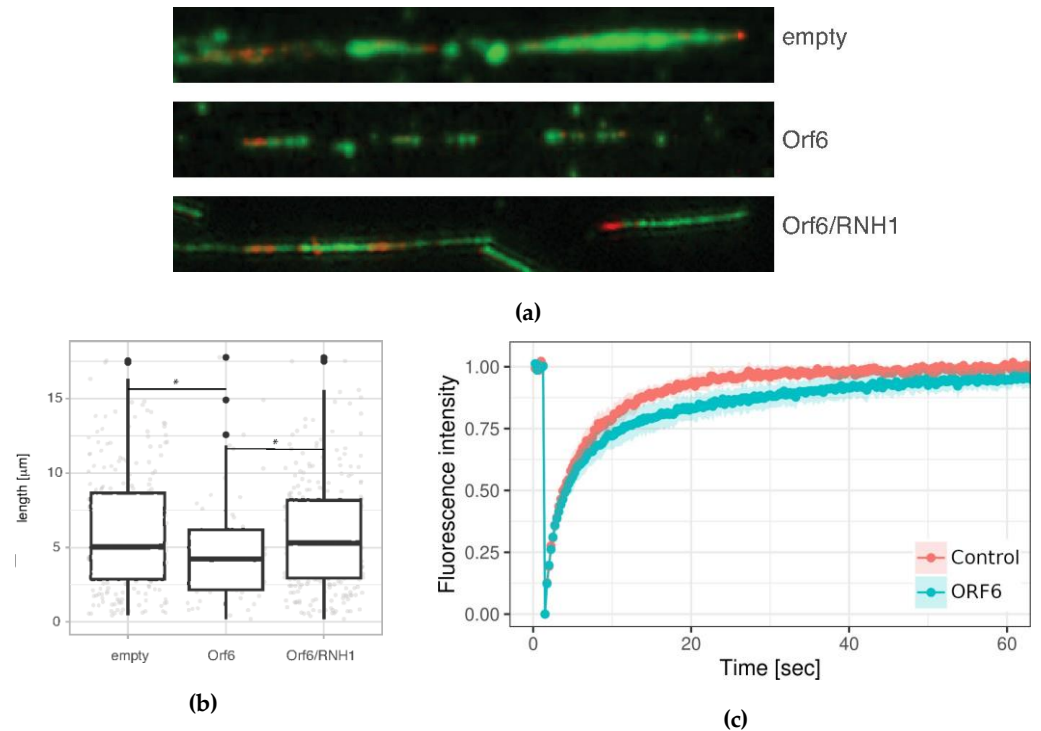 empty
Orf6
Orf6/RNH1
(a)
length [μm]
15
10
5
0
*
*
empty
Orf6
Orf6/RNH1
(b)
Fluorescence intensity
1.00
0.75
0.50
0.25
0.00
Control
ORF6
0
20
40
60
Time [sec]
(c)